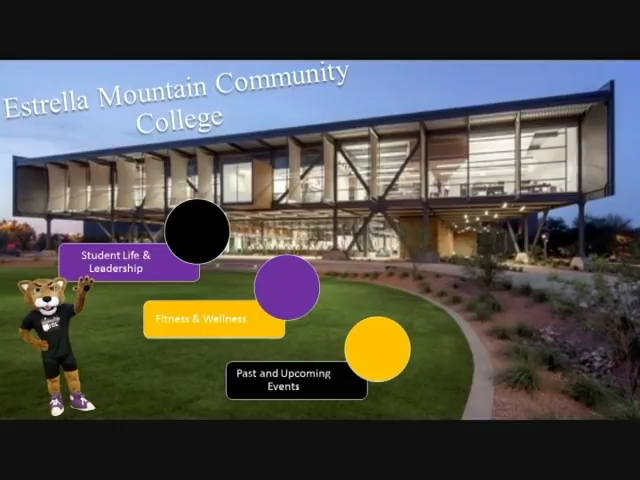 Estrella Mountain Community
College
Student Life &
Leadership
Fitness & Wellness
Past and Upcoming
Events